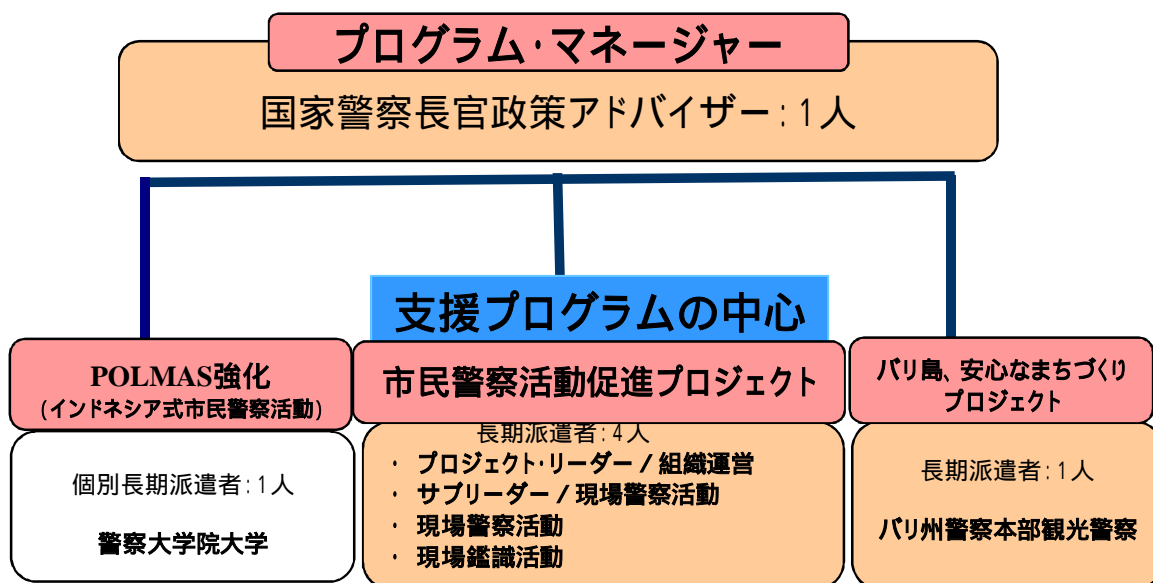 プログラム・マネージャー
国家警察長官政策アドバイザー：1人
支援プログラムの中心
POLMAS強化
(インドネシア式市民警察活動)
個別長期派遣者：1人
警察大学院大学
市民警察活動促進プロジェクト
長期派遣者：4人
・ プロジェクト・リーダー / 組織運営
・ サブリーダー / 現場警察活動
・ 現場警察活動
・ 現場鑑識活動
バリ島、安心なまちづくり
プロジェクト
長期派遣者：1人
バリ州警察本部観光警察